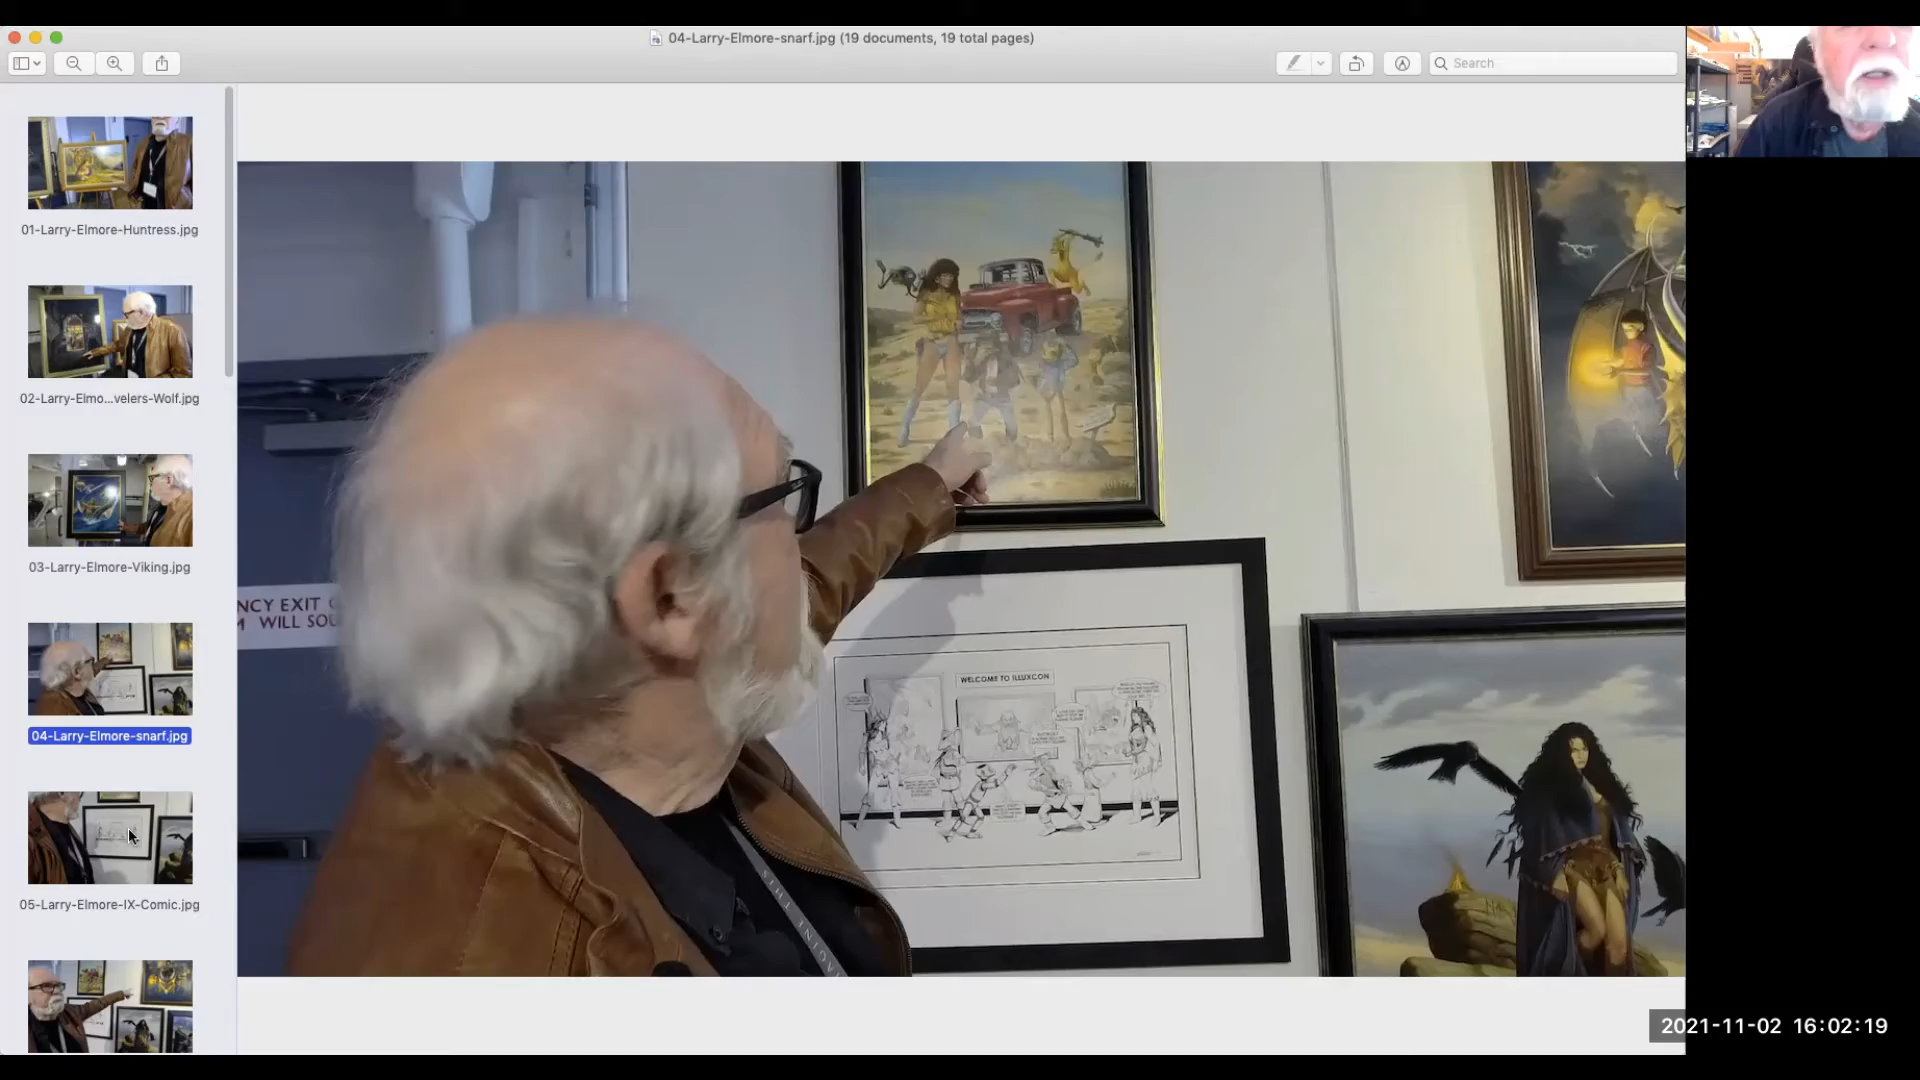 04-Larry-Elmore-snarf.jpg (19 documents, 19 total pages)
Search
01-Larry-Elmore-Huntress.jpg
02-Larry-Elmo...velers-Wolf.jpg
03-Larry-Elmore-Viking.jpg
04-Larry-Elmore-snarf.jpg
05-Larry-Elmore-IX-Comic.jpg
NCY EXIT
WILL SOU
WELCOME TO ILLUXCON
IMAGINE THIS
2021-11-02 16:02:19